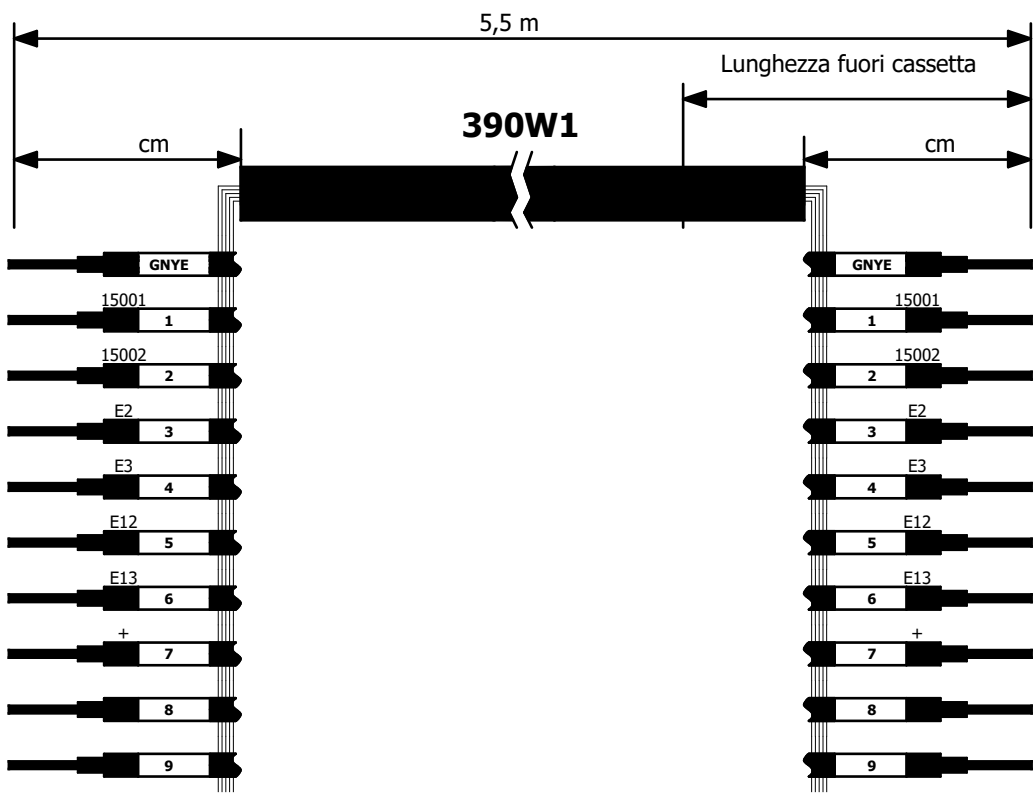 5,5 m
Lunghezza fuori cassetta
390W1
cm cm
GNYE GNYE
15001 15001
1 1
15002 15002
2 2
E2 E2
3 3
E3 E3
4 4
E12 E12
5 5
E13 E13
6 6
+ +
7 7
8 8
9 9